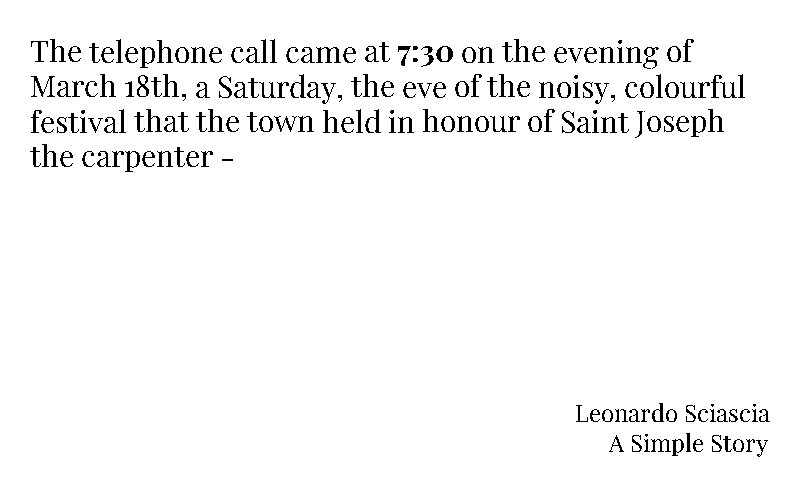 The telephone call came at 7:30 on the evening of
March 18th, a Saturday, the eve of the noisy, colourful
festival that the town held in honour of Saint Joseph
the carpenter –
Leonardo Sciascia
A Simple Story